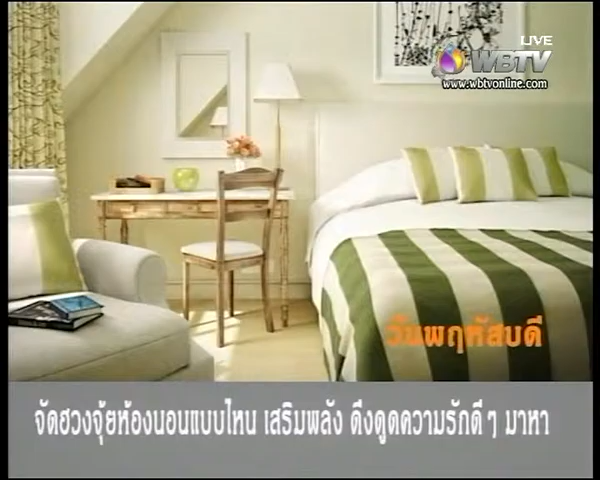 LIVE
WBTV
www.wbtvonline.com
วันพฤหัสบดี
จัดฮวงจุ้ยห้องนอนแบบไหน เสริมพลัง ดึงดูดความรักดีๆ มาหา